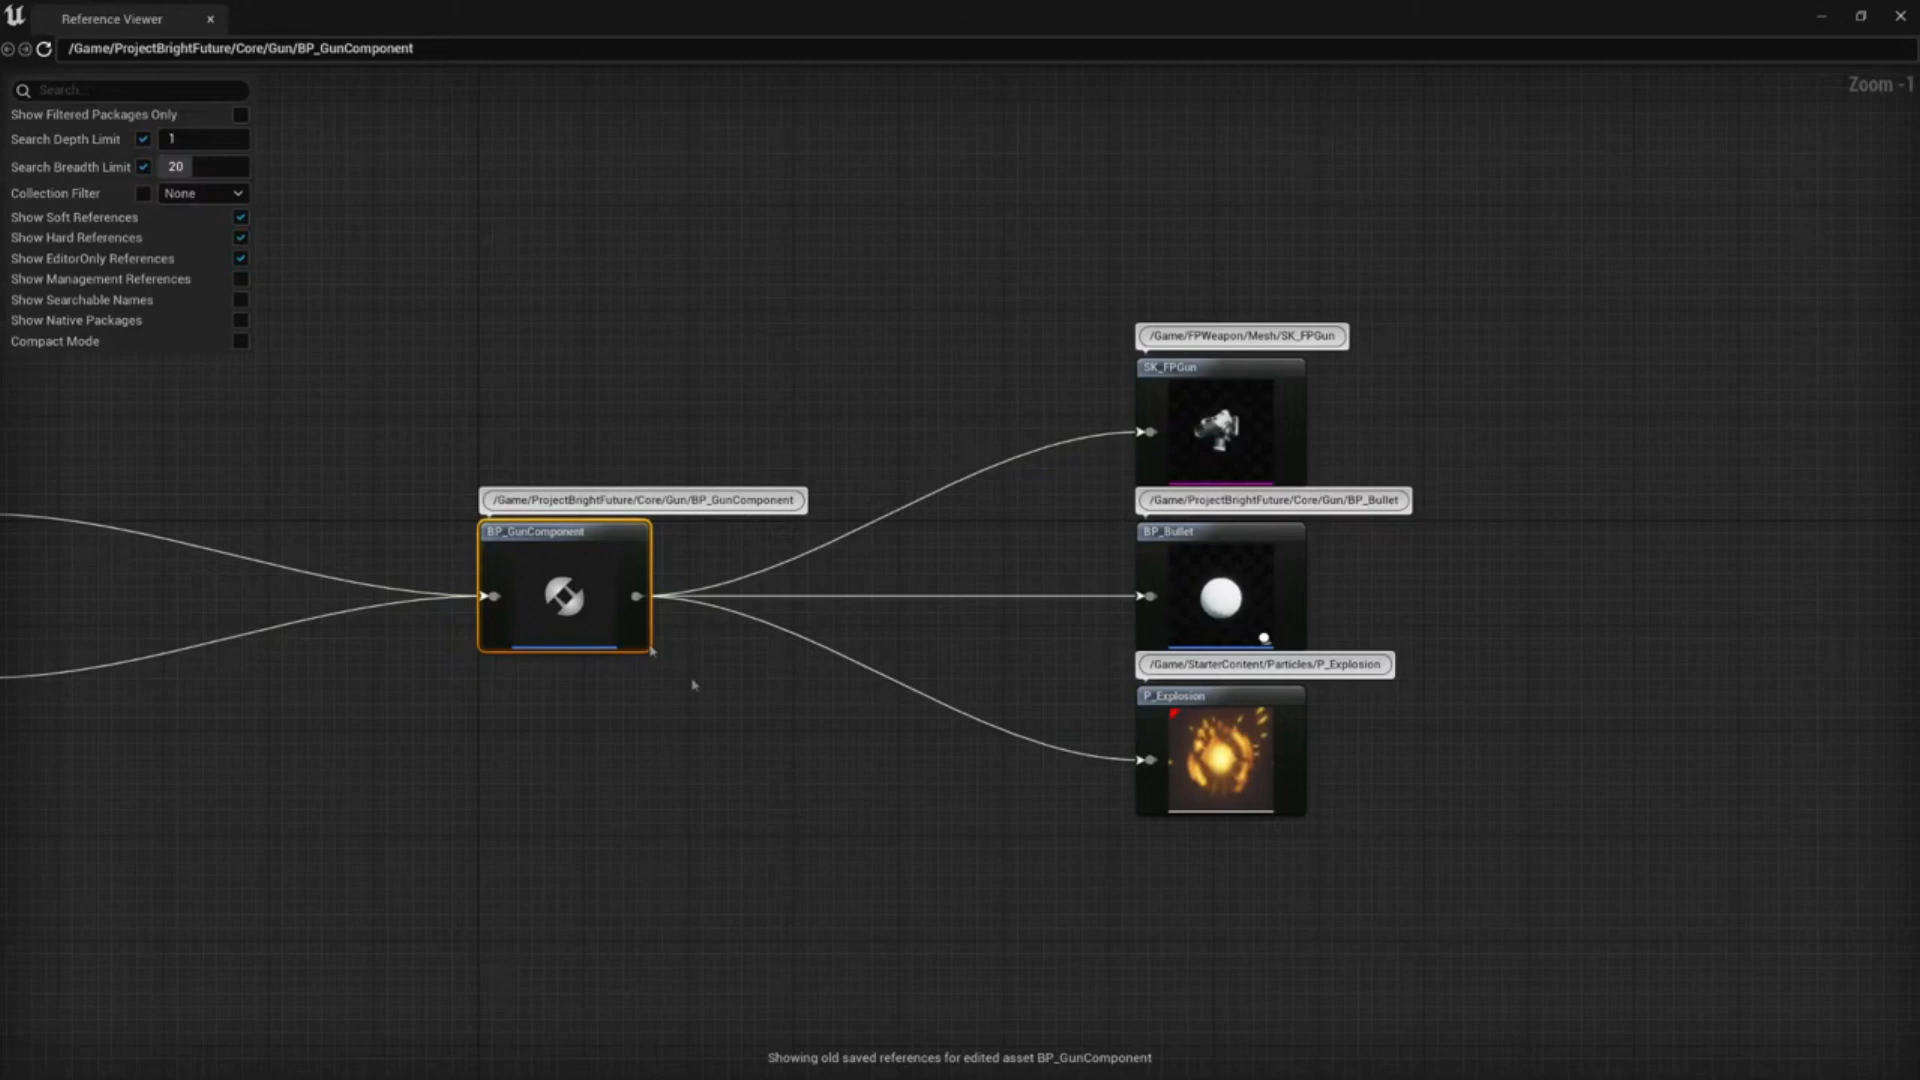 Reference Viewer
/Game/ProjectBrightFuture/Core/Gun/BP_GunComponent
Zoom -1
Search...
Show Filtered Packages Only
Search Depth Limit 1
Search Breadth Limit 20
Collection Filter None
Show Soft References
Show Hard References
Show EditorOnly References
Show Management References
Show Searchable Names
Show Native Packages
Compact Mode
/Game/FPWeapon/Mesh/SK_FPGun
SK_FPGun
/Game/ProjectBrightFuture/Core/Gun/BP_GunComponent
BP_GunComponent
/Game/ProjectBrightFuture/Core/Gun/BP_Bullet
BP_Bullet
/Game/StarterContent/Particles/P_Explosion
P_Explosion
Showing old saved references for edited asset BP_GunComponent